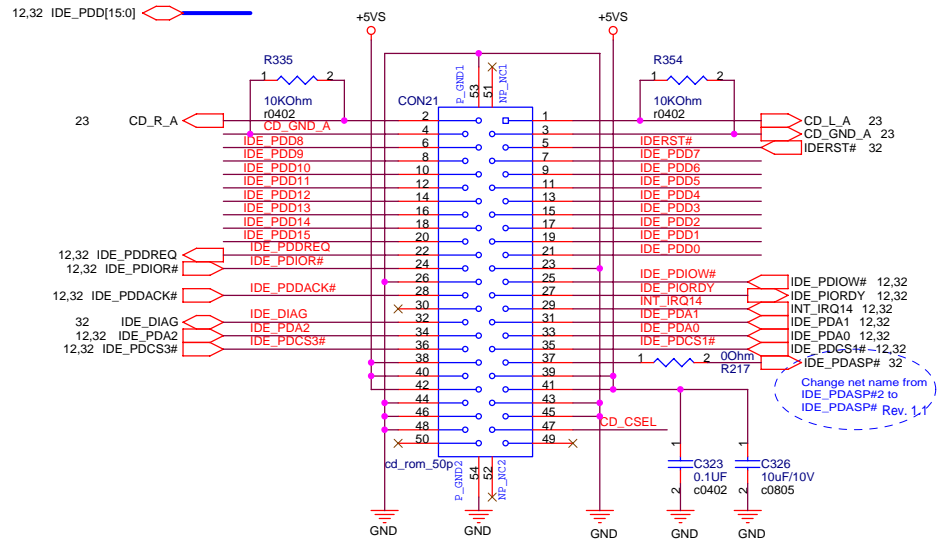 12,32 IDE_PDD[15:0]
+5VS +5VS
R335 R354
1 2 1 2
10KOhm 10KOhm
r0402 r0402
P_GND1 53 51 NP_NC1
CON21
23 CD_R_A 2 1 CD_L_A 23
CD_GND_A 4 3 CD_GND_A 23
IDE_PDD8 6 5 IDERST# IDERST# 32
IDE_PDD9 8 7 IDE_PDD7
IDE_PDD10 10 9 IDE_PDD6
IDE_PDD11 12 11 IDE_PDD5
IDE_PDD12 14 13 IDE_PDD4
IDE_PDD13 16 15 IDE_PDD3
IDE_PDD14 18 17 IDE_PDD2
IDE_PDD15 20 19 IDE_PDD1
12,32 IDE_PDDREQ IDE_PDDREQ 22 21 IDE_PDD0
12,32 IDE_PDIOR# IDE_PDIOR# 24 23
26 25 IDE_PDIOW# IDE_PDIOW# 12,32
12,32 IDE_PDDACK# IDE_PDDACK# 28 27 IDE_PIORDY IDE_PIORDY 12,32
30 29 INT_IRQ14 INT_IRQ14 12,32
32 IDE_DIAG IDE_DIAG 32 31 IDE_PDA1 IDE_PDA1 12,32
12,32 IDE_PDA2 IDE_PDA2 34 33 IDE_PDA0 IDE_PDA0 12,32
12,32 IDE_PDCS3# IDE_PDCS3# 36 35 IDE_PDCS1# IDE_PDCS1# 12,32
38 37 1 2 0Ohm R217 IDE_PDASP# 32
40 39
42 41
44 43
46 45
48 47 CD_CSEL
50 49
Change net name from
IDE_PDASP#2 to
IDE_PDASP# Rev. 1.1
cd_rom_50p
P_GND2 54 52 NP_NC2
1 1
C323 C326
0.1UF 10uF/10V
c0402 c0805
2 2
GND GND GND GND